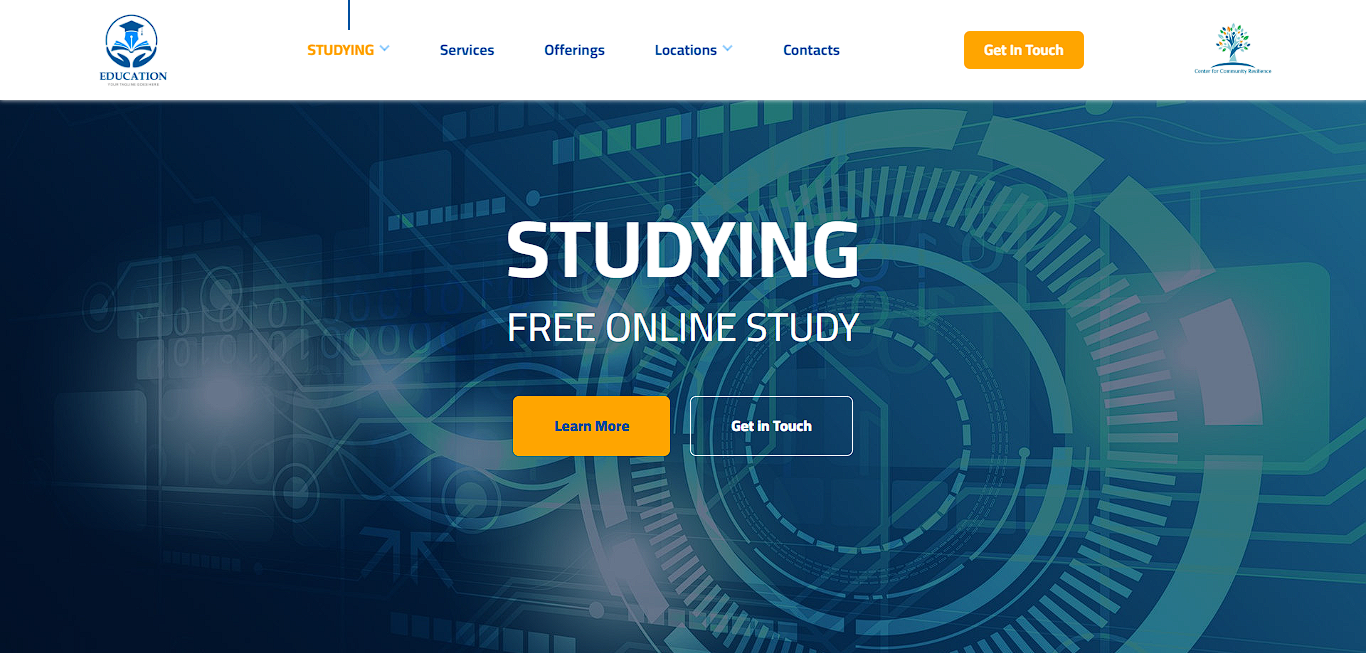 EDUCATION
YOUR TAGLINE GOES HERE
STUDYING
Services
Offerings
Locations
Contacts
Get In Touch
Center for Community Resilience
STUDYING
FREE ONLINE STUDY
Learn More
Get in Touch